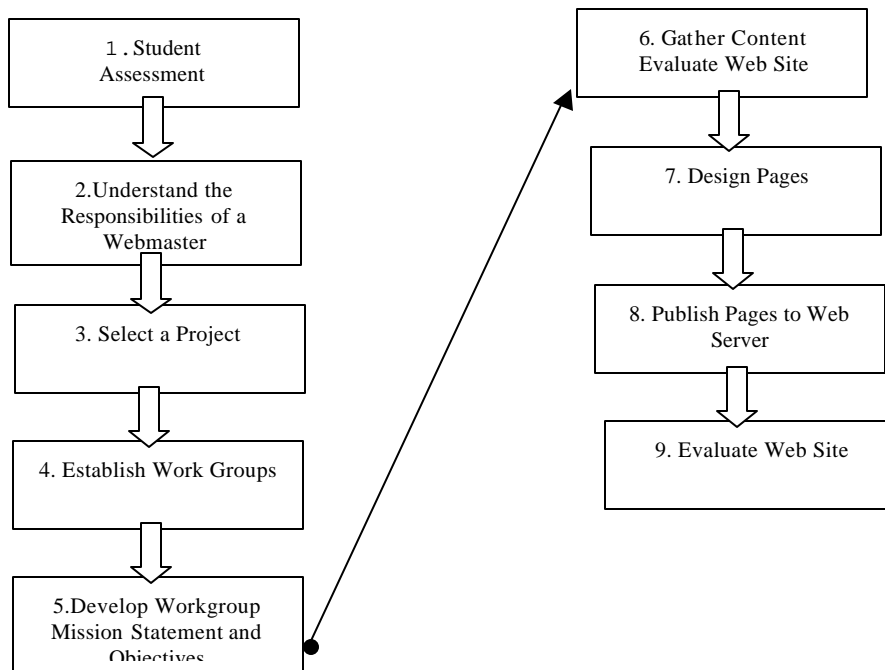 1. Student
Assessment
2.Understand the
Responsibilities of a
Webmaster
3. Select a Project
4. Establish Work Groups
5.Develop Workgroup
Mission Statement and
Objectives
6. Gather Content
Evaluate Web Site
7. Design Pages
8. Publish Pages to Web
Server
9. Evaluate Web Site